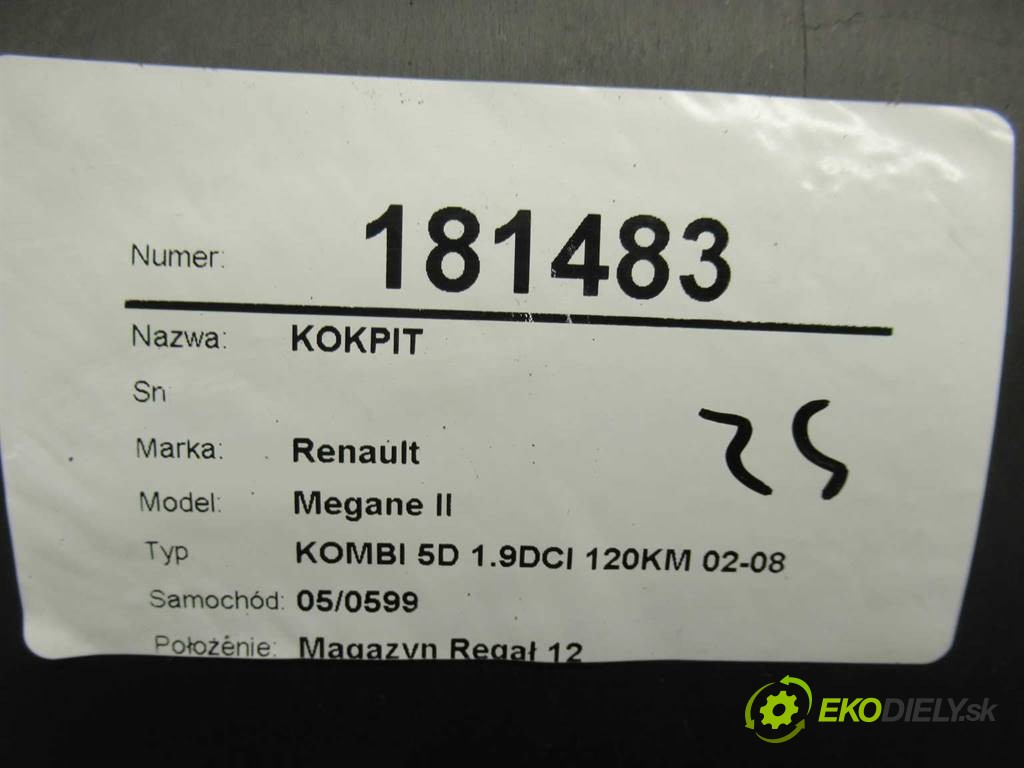 Numer: 181483
Nazwa: KOKPIT
Sn
Marka: Renault
Model: Megane II
Typ KOMBI 5D 1.9DCI 120KM 02-08
Samochód: 05/0599
Położenie: Magazyn Regał 12
25
EKODIELY.sk